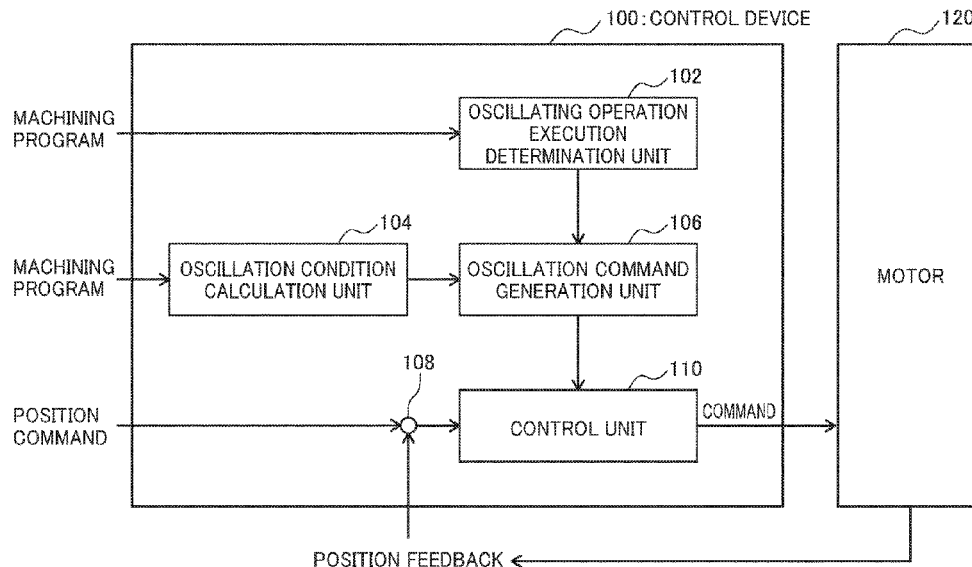 100: CONTROL DEVICE
120
102
MACHINING
PROGRAM
OSCILLATING OPERATION
EXECUTION
DETERMINATION UNIT
104
106
MACHINING
PROGRAM
OSCILLATION CONDITION
CALCULATION UNIT
OSCILLATION COMMAND
GENERATION UNIT
MOTOR
108
110
POSITION
COMMAND
CONTROL UNIT
COMMAND
POSITION FEEDBACK